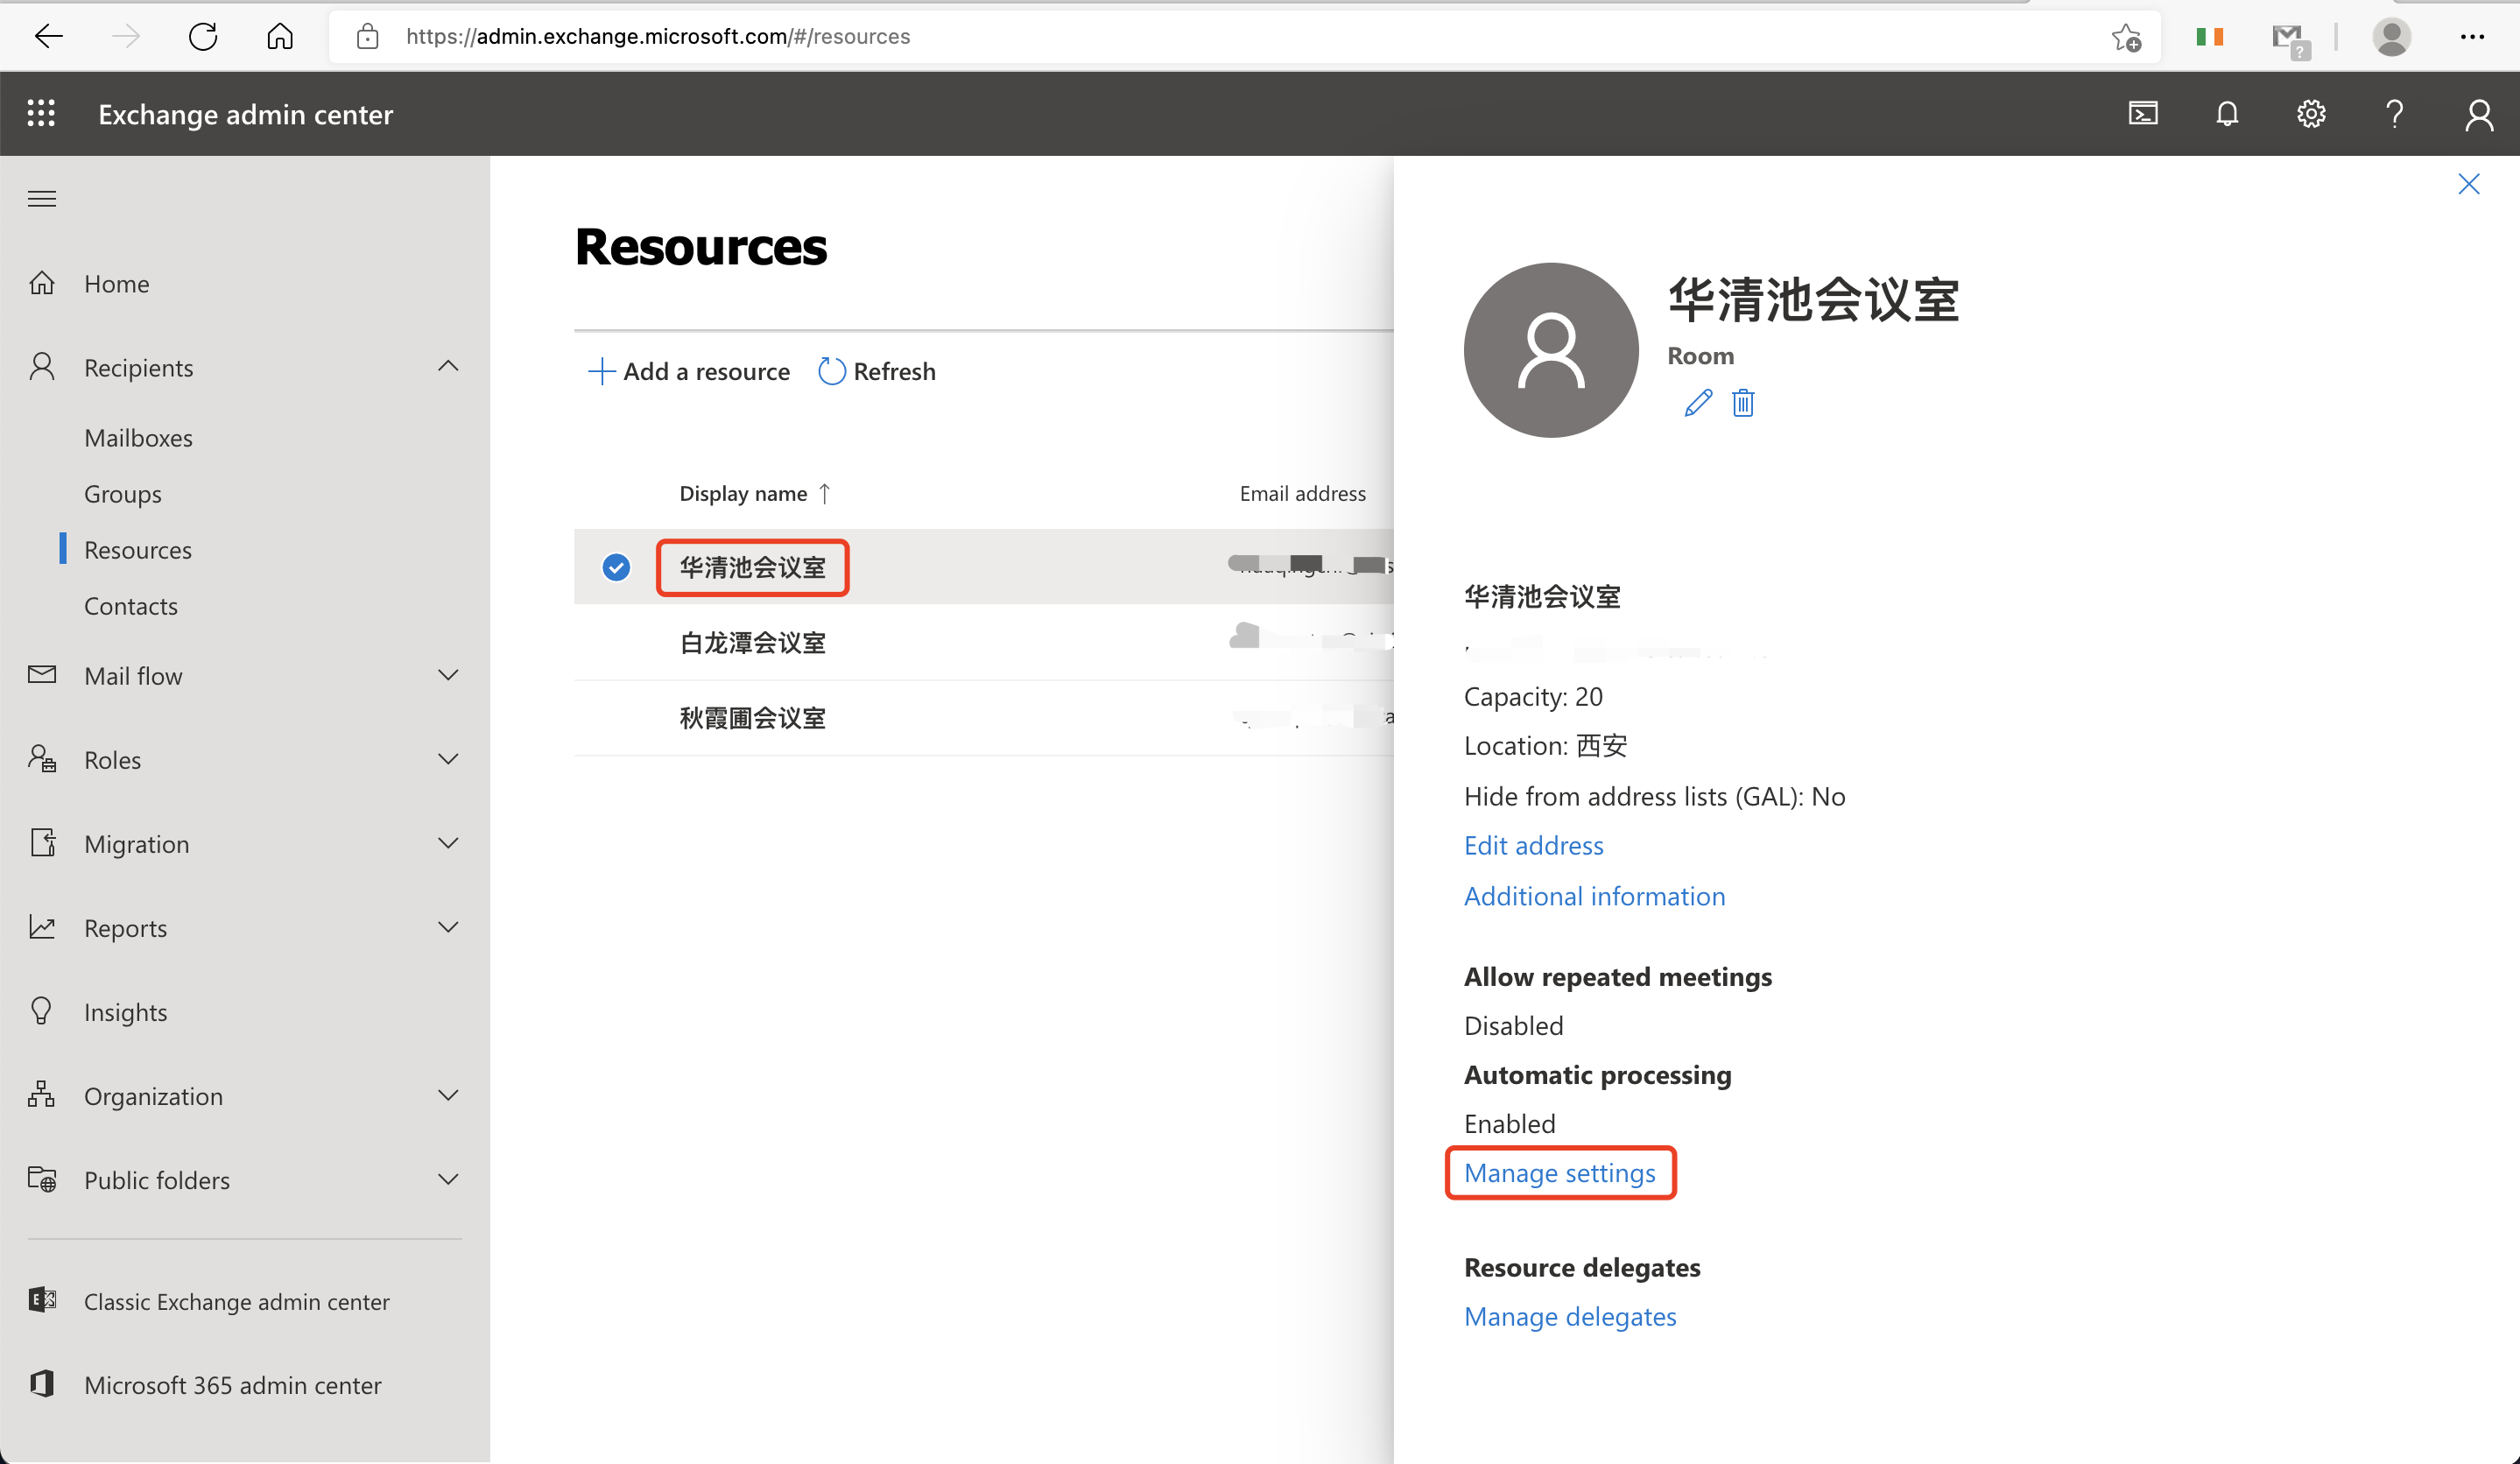 https://admin.exchange.microsoft.com/#/resources
Exchange admin center
Home
Recipients
Mailboxes
Groups
Resources
Contacts
Mail flow
Roles
Migration
Reports
Insights
Organization
Public folders
Classic Exchange admin center
Microsoft 365 admin center
Resources
Add a resource
Refresh
Display name ↑
Email address
华清池会议室
白龙潭会议室
秋霞圃会议室
华清池会议室
Room
华清池会议室
Capacity: 20
Location: 西安
Hide from address lists (GAL): No
Edit address
Additional information
Allow repeated meetings
Disabled
Automatic processing
Enabled
Manage settings
Resource delegates
Manage delegates